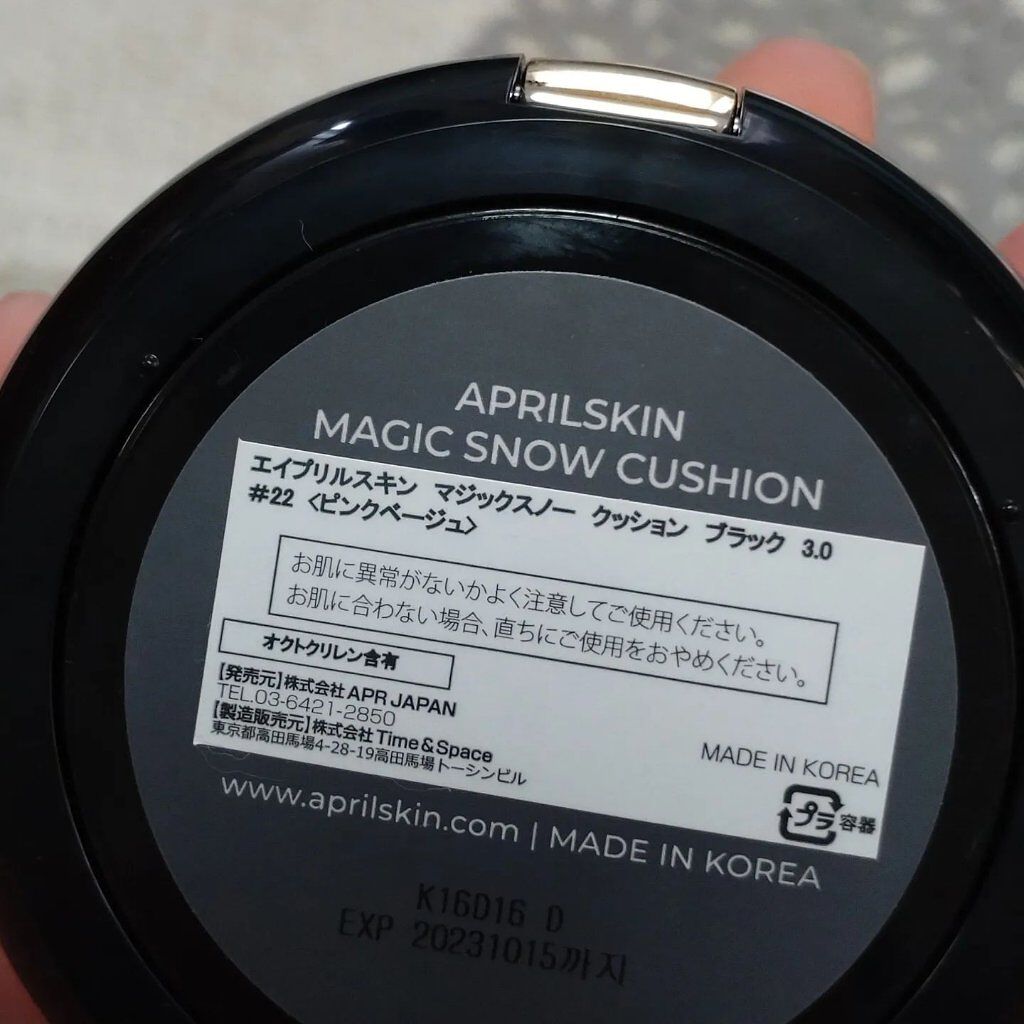 APRILSKIN
MAGIC SNOW CUSHION
エイプリルスキン マジックスノー クッション ブラック 3.0
#22 <ピンクベージュ>
お肌に異常がないかよく注意してご使用ください。
お肌に合わない場合、直ちにご使用をおやめください。
オクトクリレン含有
【発売元】株式会社 APR JAPAN
TEL.03-6421-2850
【製造販売元】株式会社 Time&Space
東京都高田馬場4-28-19高田馬場トーシンビル
MADE IN KOREA
プラ 容器
www.aprilskin.com | MADE IN KOREA
K16D16 D
EXP 20231015까지